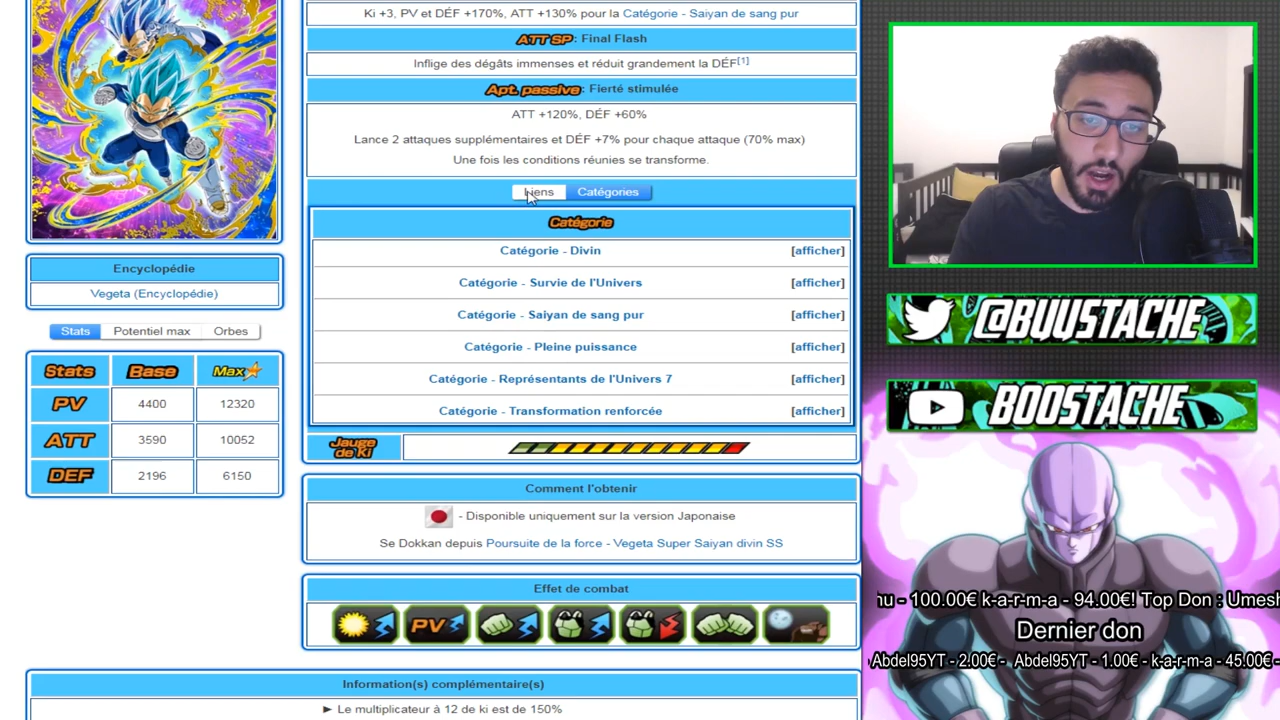 Ki +3, PV et DÉF +170%, ATT +130% pour la Catégorie - Saiyan de sang pur
ATT SP: Final Flash
Inflige des dégâts immenses et réduit grandement la DÉF[1]
Apt. passive: Fierté stimulée
ATT +120%, DÉF +60%
Lance 2 attaques supplémentaires et DÉF +7% pour chaque attaque (70% max)
Une fois les conditions réunies se transforme.
Liens Catégories
Catégorie
Catégorie - Divin [afficher]
Catégorie - Survie de l'Univers [afficher]
Catégorie - Saiyan de sang pur [afficher]
Catégorie - Pleine puissance [afficher]
Catégorie - Représentants de l'Univers 7 [afficher]
Catégorie - Transformation renforcée [afficher]
Jauge de Ki
Comment l'obtenir
- Disponible uniquement sur la version Japonaise
Se Dokkan depuis Poursuite de la force - Vegeta Super Saiyan divin SS
Effet de combat
PV
Encyclopédie
Vegeta (Encyclopédie)
Stats Potentiel max Orbes
Stats Base Max
PV 4400 12320
ATT 3590 10052
DEF 2196 6150
Information(s) complémentaire(s)
► Le multiplicateur à 12 de ki est de 150%
@BUUSTACHE
BOOSTACHE
- 100.00€ k-a-r-m-a - 94.00€! Top Don : Umesh
Dernier don
Abdel95YT - 2.00€ - Abdel95YT - 1.00€ - k-a-r-m-a - 45.00€ -